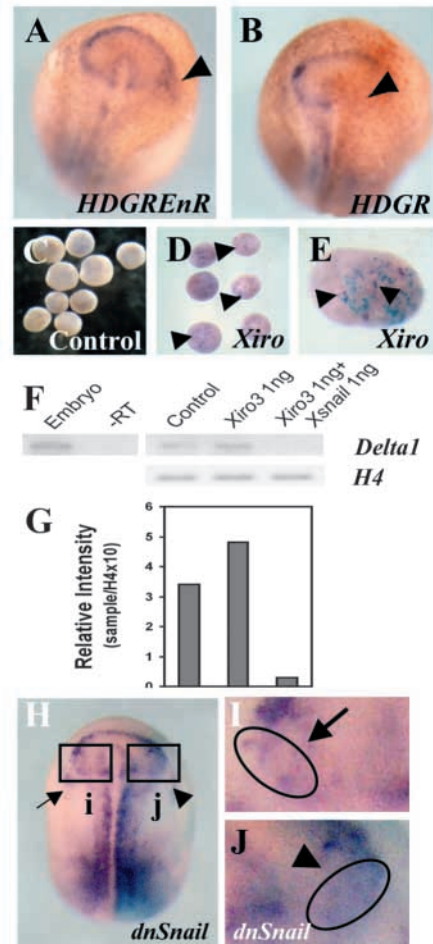 A
B
HDGREnR
HDGR
C
D
E
Control
Xiro
Xiro
F
Embryo
-RT
Control
Xiro3 1ng
Xiro3 1ng+
Xsnail 1ng
Delta1
H4
G
Relative Intensity
(sample/H4x10)
6
5
4
3
2
1
0
H
I
i
j
J
dnSnail
dnSnail